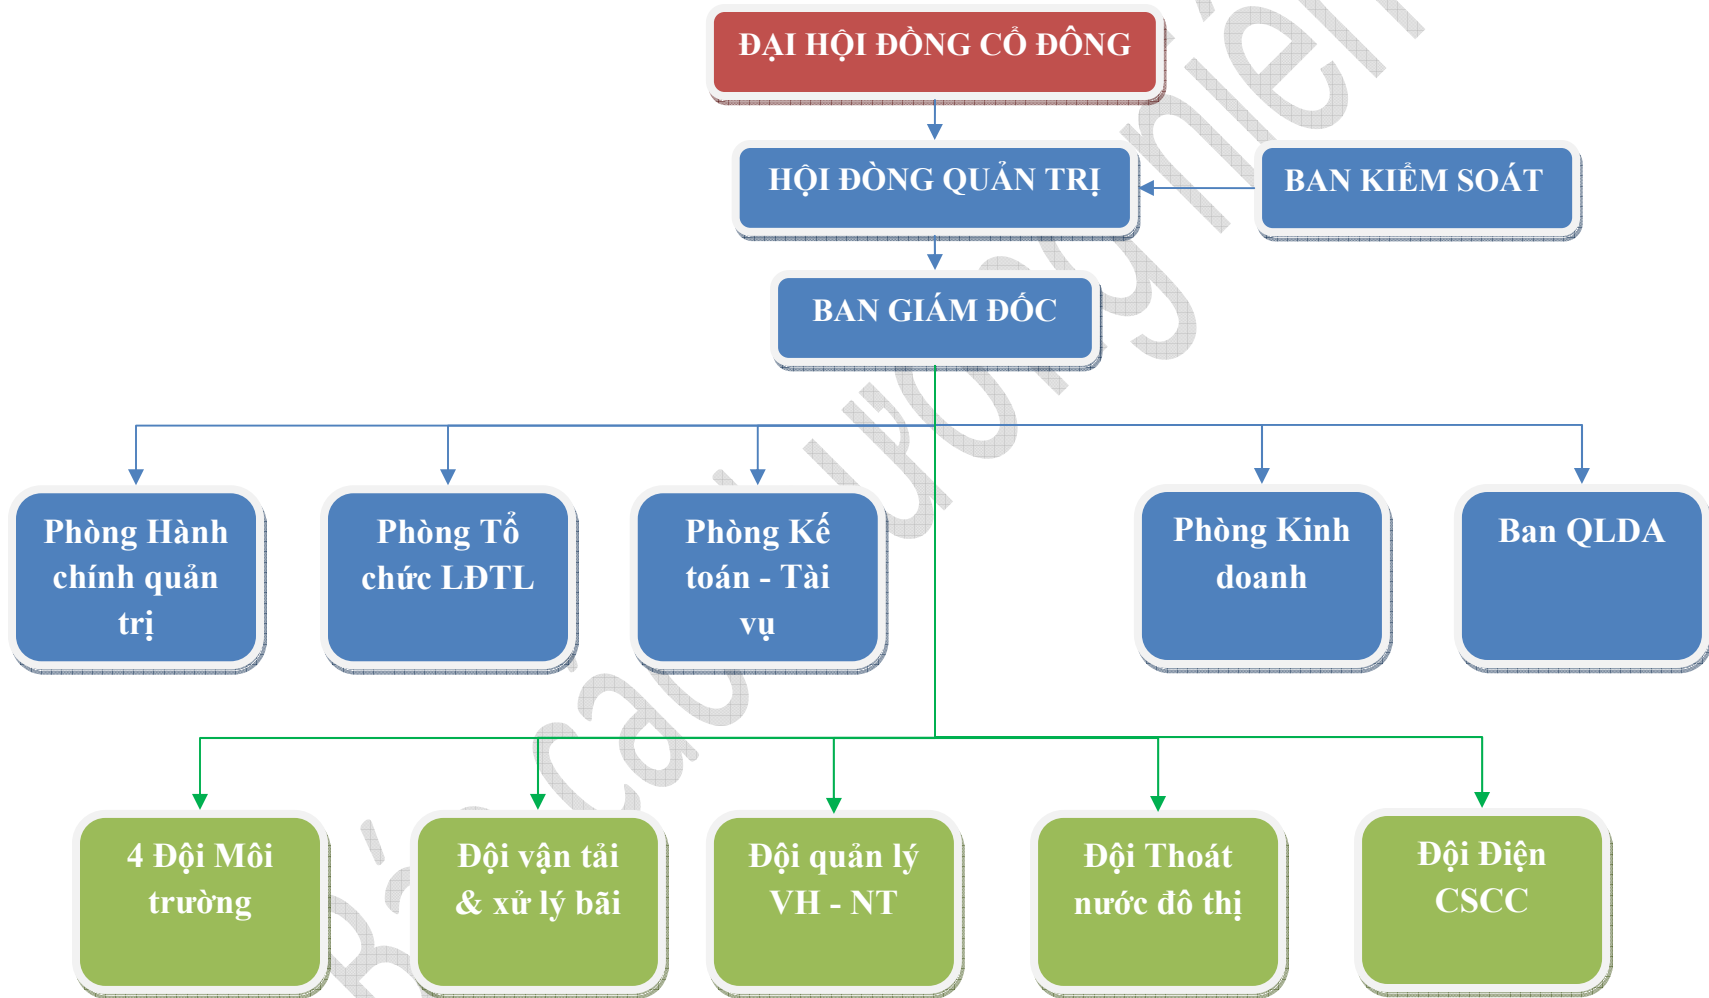 ĐẠI HỘI ĐỒNG CỔ ĐÔNG
HỘI ĐÒNG QUẢN TRỊ
BAN KIỂM SOÁT
BAN GIÁM ĐỐC
Phòng Hành
chính quản
trị
Phòng Tổ
chức LĐTL
Phòng Kế
toán - Tài
vụ
Phòng Kinh
doanh
Ban QLDA
4 Đội Môi
trường
Đội vận tải
& xử lý bãi
Đội quản lý
VH - NT
Đội Thoát
nước đô thị
Đội Điện
CSCC